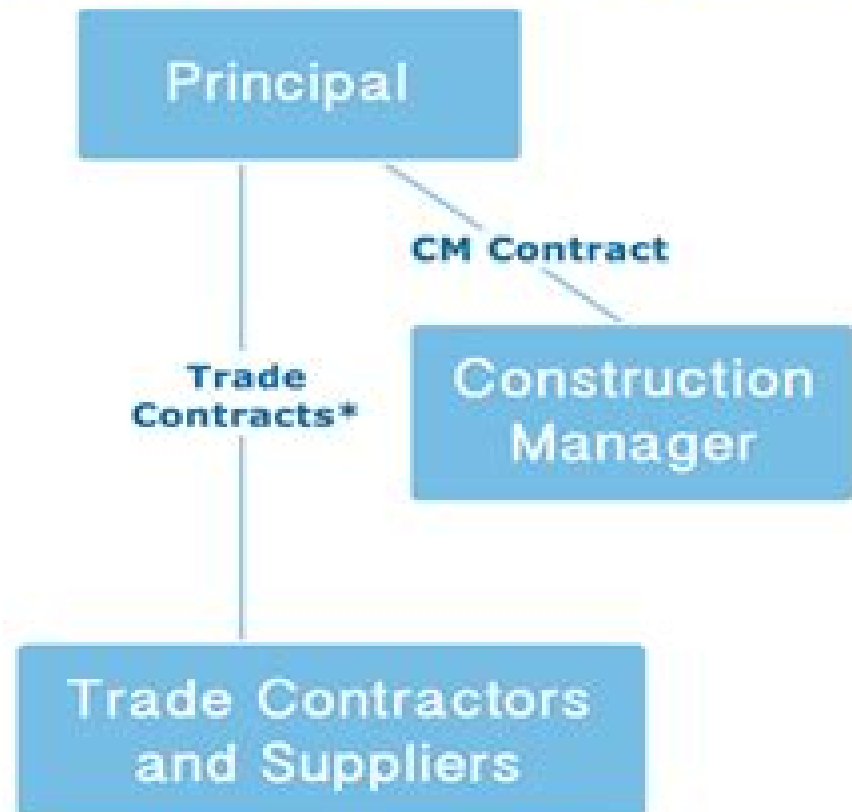 Principal
CM Contract
Construction
Manager
Trade
Contracts*
Trade Contractors
and Suppliers